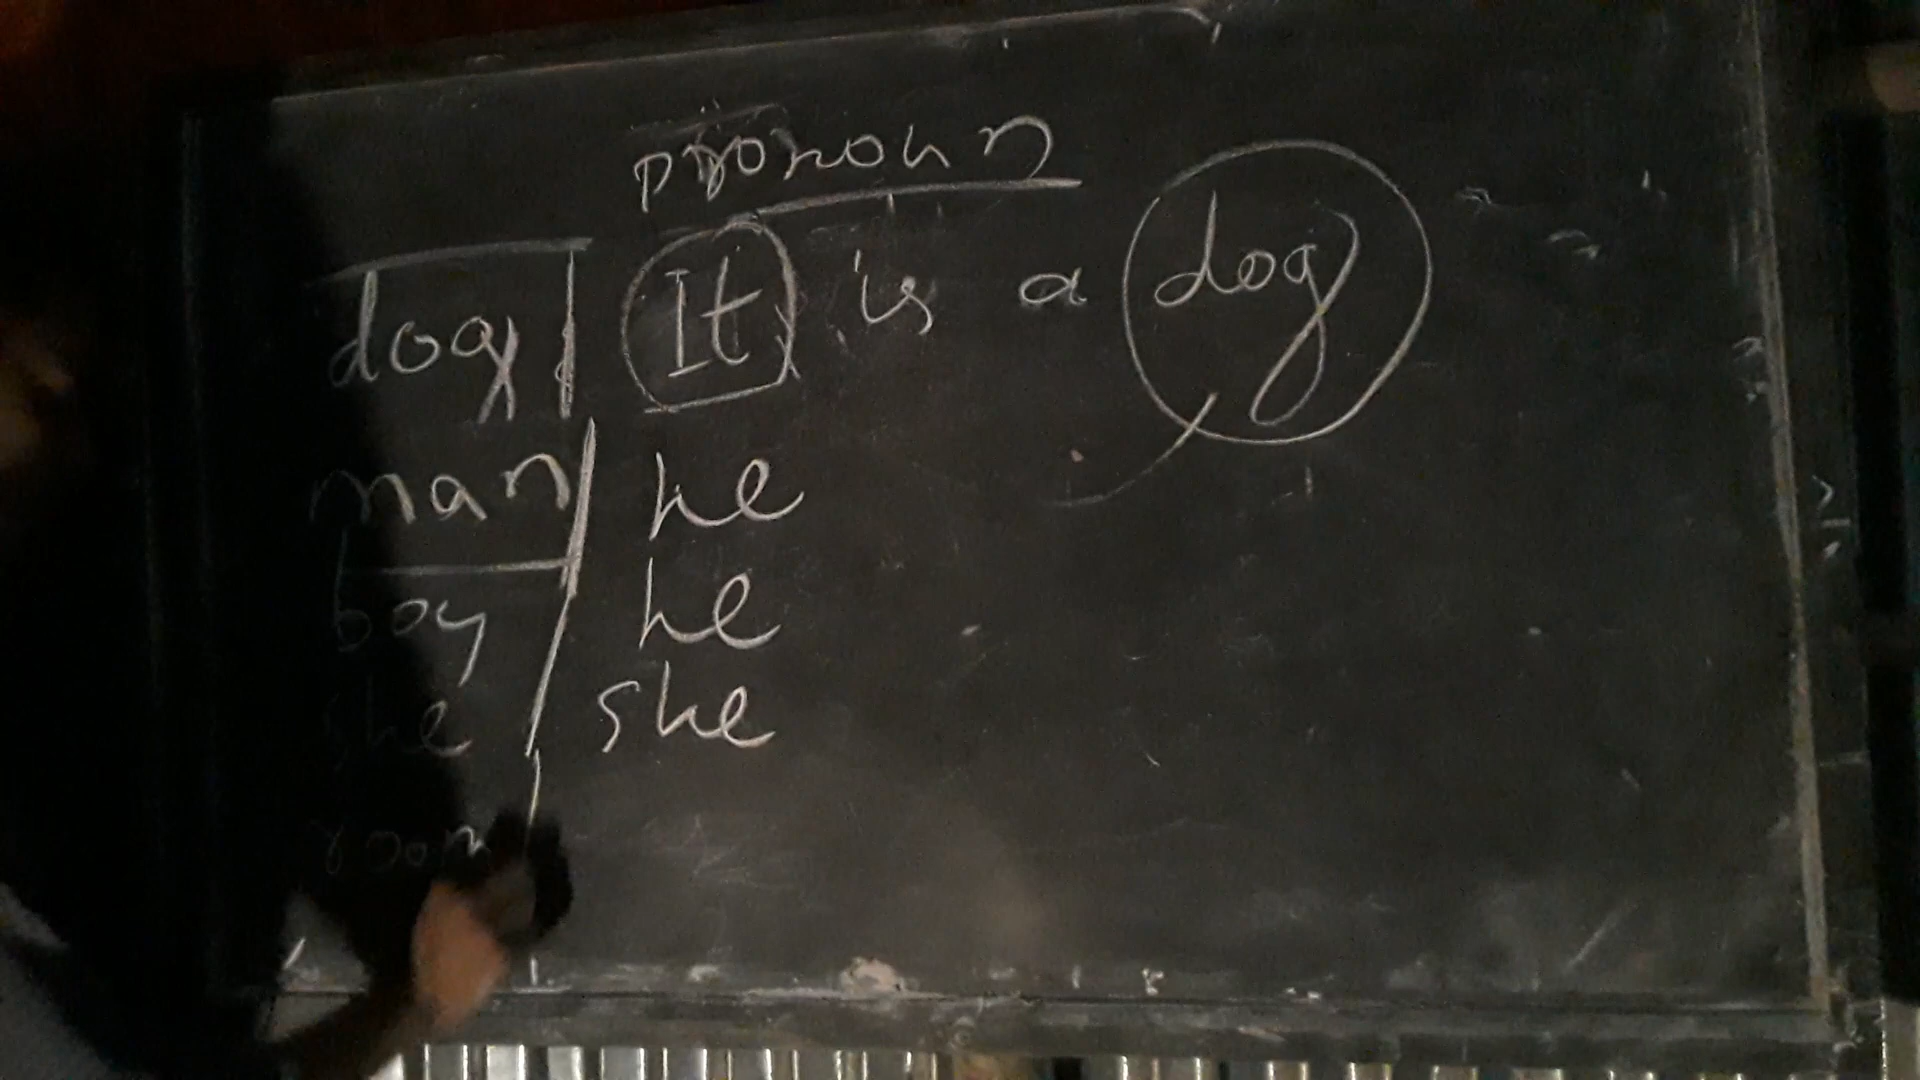 pronoun
dog It is a dog
man he
boy he
she she
room